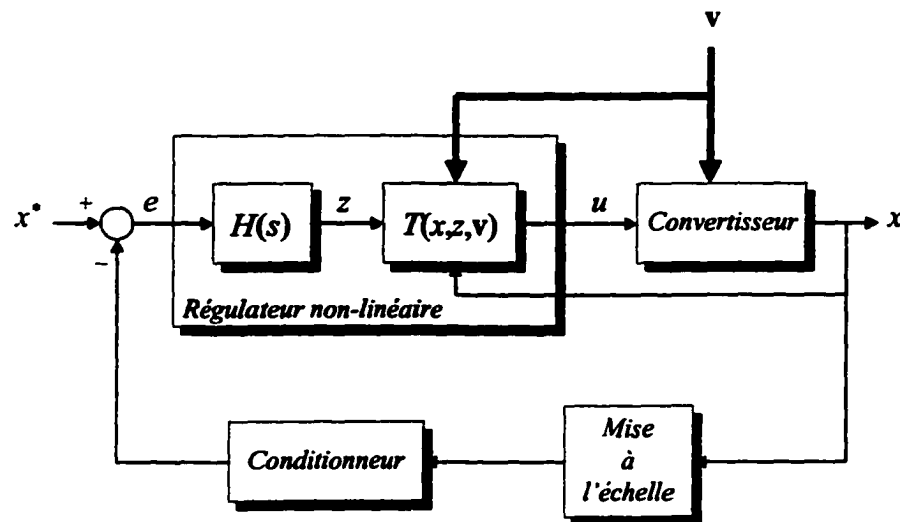 v
x* + e H(s) z T(x,z,v) u Convertisseur x
−
Régulateur non-linéaire
Conditionneur
Mise
à
l'échelle